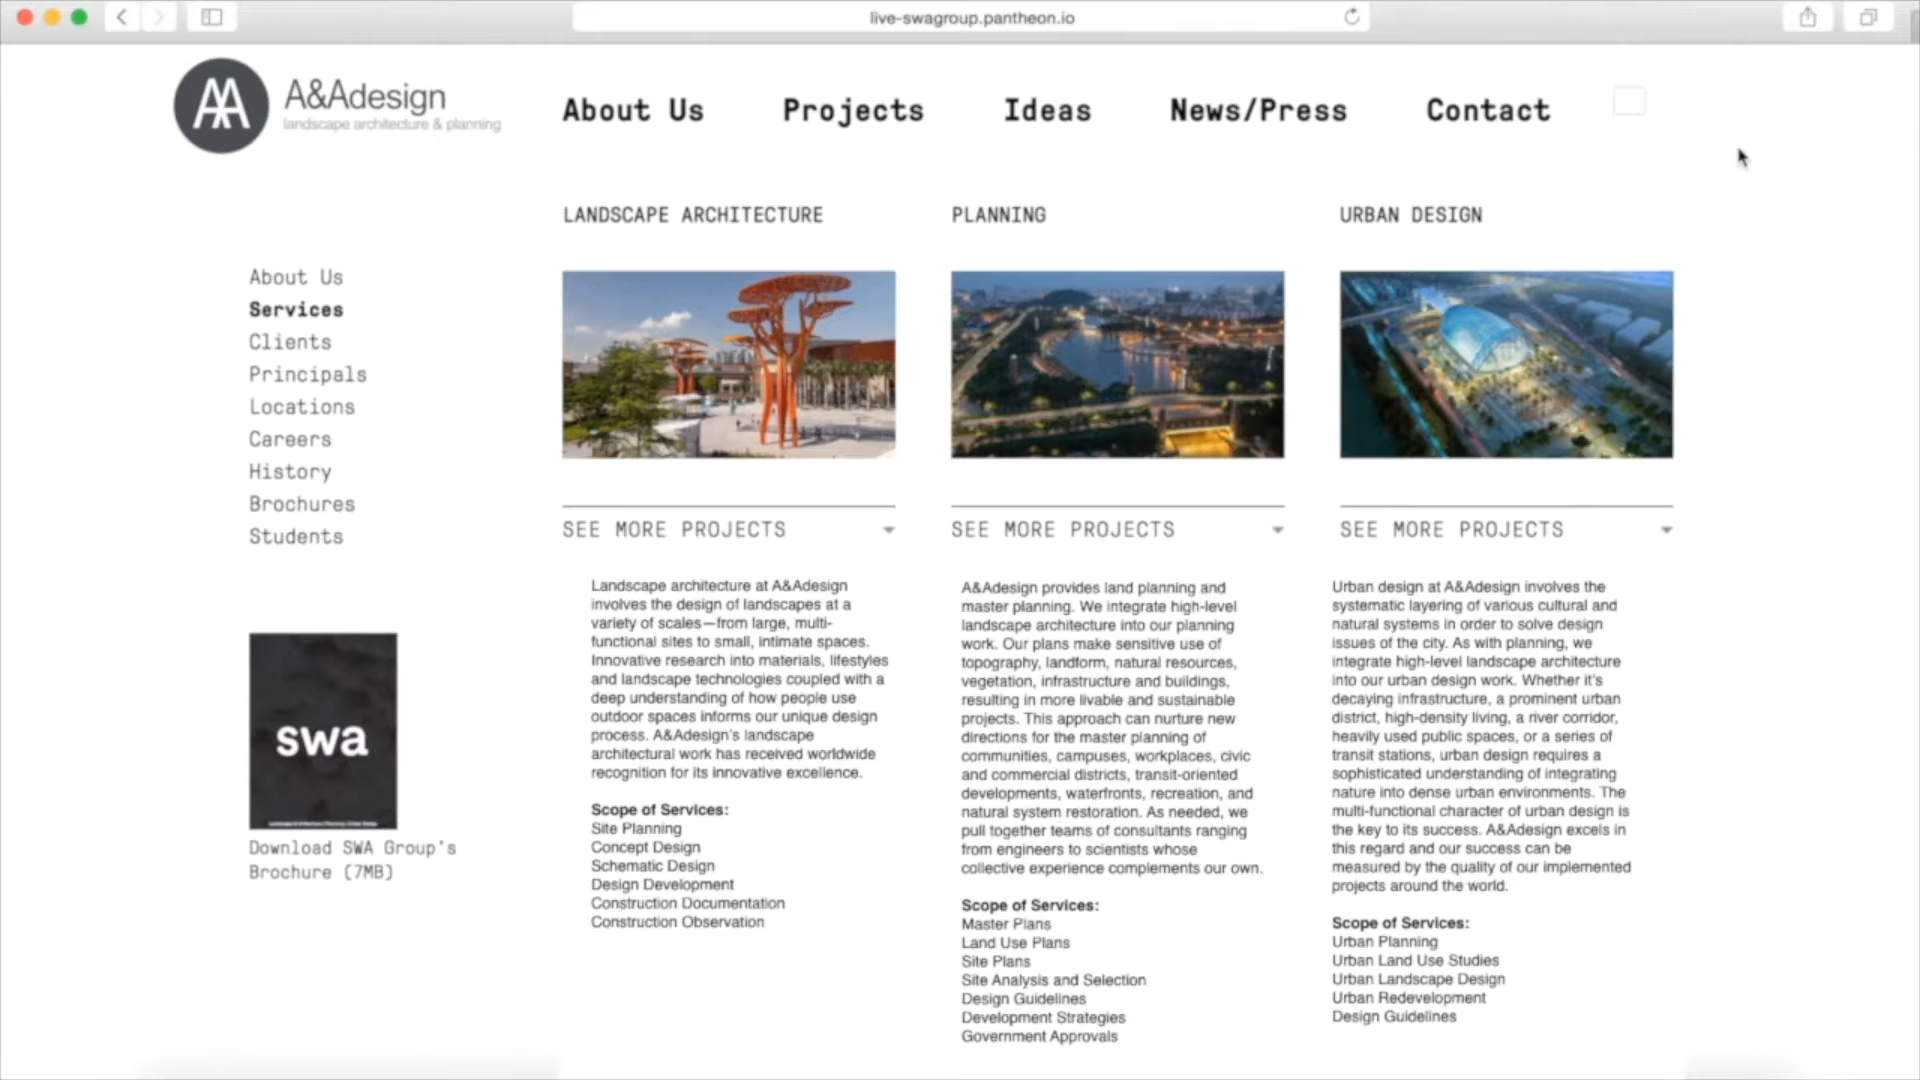 live-swagroup.pantheon.io
AA
A&Adesign
landscape architecture & planning
About Us
Projects
Ideas
News/Press
Contact
LANDSCAPE ARCHITECTURE
PLANNING
URBAN DESIGN
About Us
Services
Clients
Principals
Locations
Careers
History
Brochures
Students
swa
Download SWA Group's
Brochure (7MB)
SEE MORE PROJECTS
Landscape architecture at A&Adesign
involves the design of landscapes at a
variety of scales—from large, multi-
functional sites to small, intimate spaces.
Innovative research into materials, lifestyles
and landscape technologies coupled with a
deep understanding of how people use
outdoor spaces informs our unique design
process. A&Adesign's landscape
architectural work has received worldwide
recognition for its innovative excellence.
Scope of Services:
Site Planning
Concept Design
Schematic Design
Design Development
Construction Documentation
Construction Observation
SEE MORE PROJECTS
A&Adesign provides land planning and
master planning. We integrate high-level
landscape architecture into our planning
work. Our plans make sensitive use of
topography, landform, natural resources,
vegetation, infrastructure and buildings,
resulting in more livable and sustainable
projects. This approach can nurture new
directions for the master planning of
communities, campuses, workplaces, civic
and commercial districts, transit-oriented
developments, waterfronts, recreation, and
natural system restoration. As needed, we
pull together teams of consultants ranging
from engineers to scientists whose
collective experience complements our own.
Scope of Services:
Master Plans
Land Use Plans
Site Plans
Site Analysis and Selection
Design Guidelines
Development Strategies
Government Approvals
SEE MORE PROJECTS
Urban design at A&Adesign involves the
systematic layering of various cultural and
natural systems in order to solve design
issues of the city. As with planning, we
integrate high-level landscape architecture
into our urban design work. Whether it's
decaying infrastructure, a prominent urban
district, high-density living, a river corridor,
heavily used public spaces, or a series of
transit stations, urban design requires a
sophisticated understanding of integrating
nature into dense urban environments. The
multi-functional character of urban design is
the key to its success. A&Adesign excels in
this regard and our success can be
measured by the quality of our implemented
projects around the world.
Scope of Services:
Urban Planning
Urban Land Use Studies
Urban Landscape Design
Urban Redevelopment
Design Guidelines